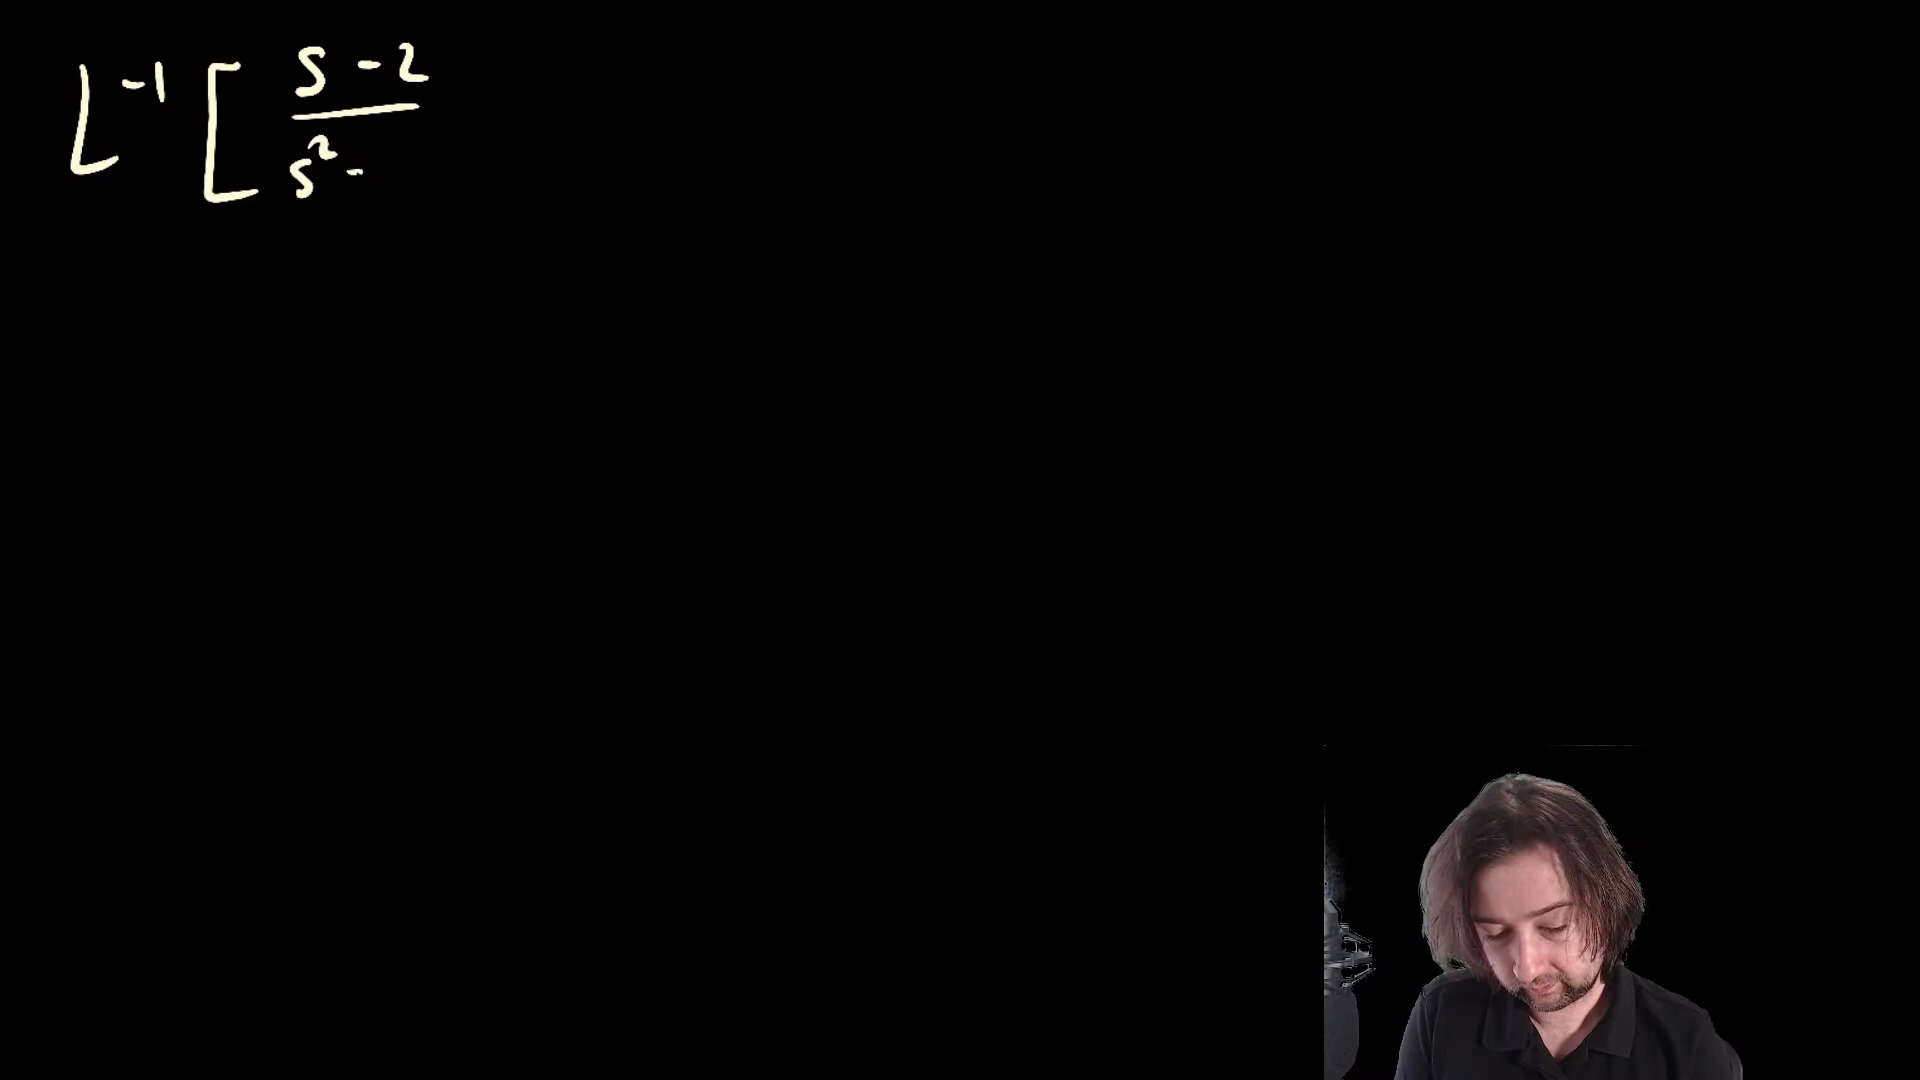 L⁻¹ [ (s - 2) / (s² -